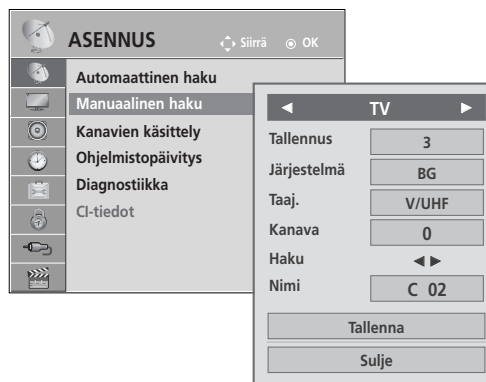 ASENNUS Siirrä OK
Automaattinen haku
Manuaalinen haku
Kanavien käsittely
Ohjelmistopäivitys
Diagnostiikka
CI-tiedot
◄ TV ►
Tallennus 3
Järjestelmä BG
Taaj. V/UHF
Kanava 0
Haku ◄ ►
Nimi C 02
Tallenna
Sulje